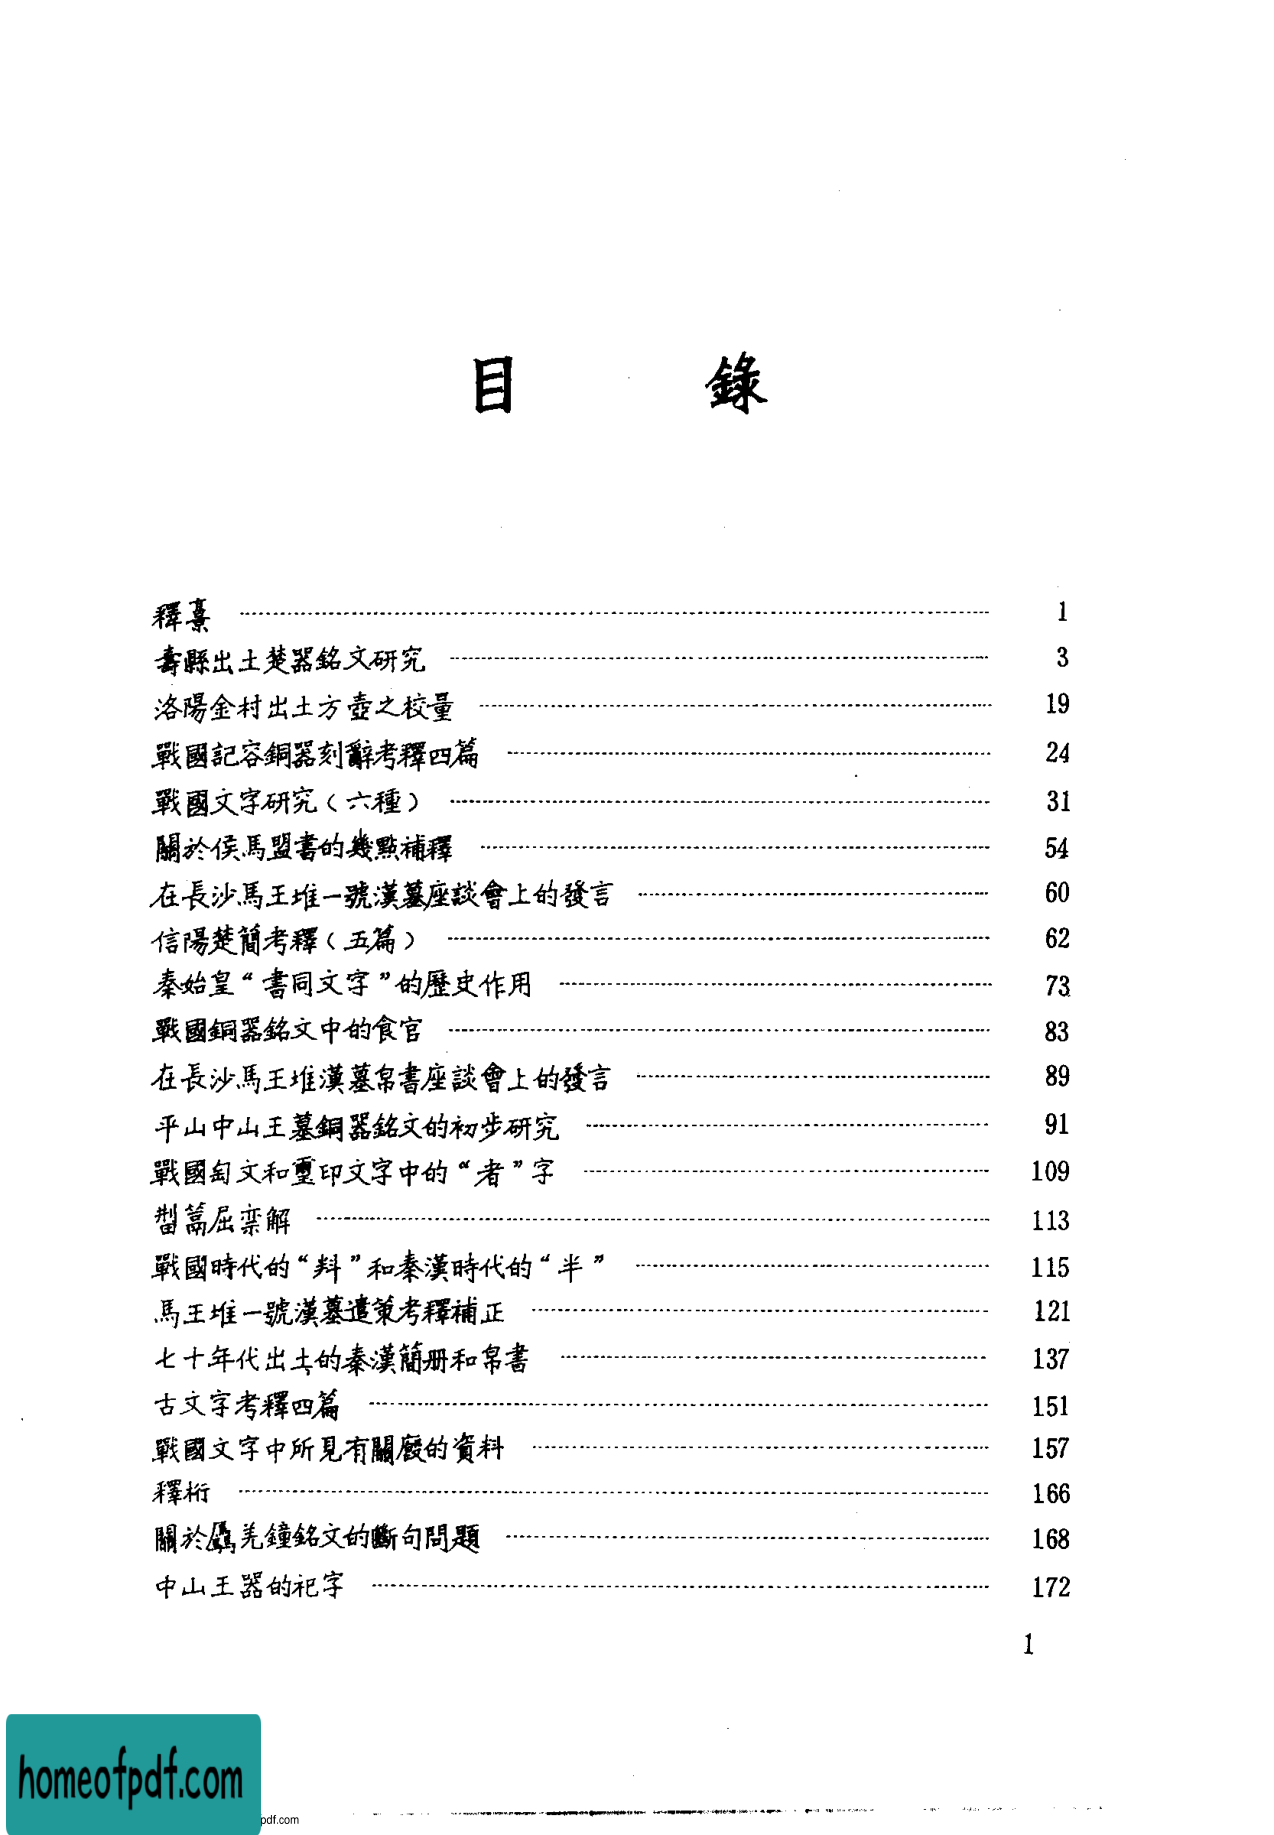 目錄
釋 1
壽縣出土楚器銘文研究 3
洛陽金村出土方壺之校量 19
戰國記容銅器刻辭考釋四篇 24
戰國文字研究（六種） 31
關於侯馬盟書的幾點補釋 54
在長沙馬王堆一號漢墓座談會上的發言 60
信陽楚簡考釋（五篇） 62
秦始皇“書同文字”的歷史作用 73
戰國銅器銘文中的食官 83
在長沙馬王堆漢墓帛書座談會上的發言 89
平山中山王墓銅器銘文的初步研究 91
戰國匋文和璽印文字中的“者”字 109
篙屈栾解 113
戰國時代的“料”和秦漢時代的“半” 115
馬王堆一號漢墓遣策考釋補正 121
七十年代出土的秦漢簡册和帛書 137
古文字考釋四篇 151
戰國文字中所見有關廄的資料 157
釋桁 166
關於羌鐘銘文的斷句問題 168
中山王器的祀字 172
1
homeofpdf.com
pdf.com